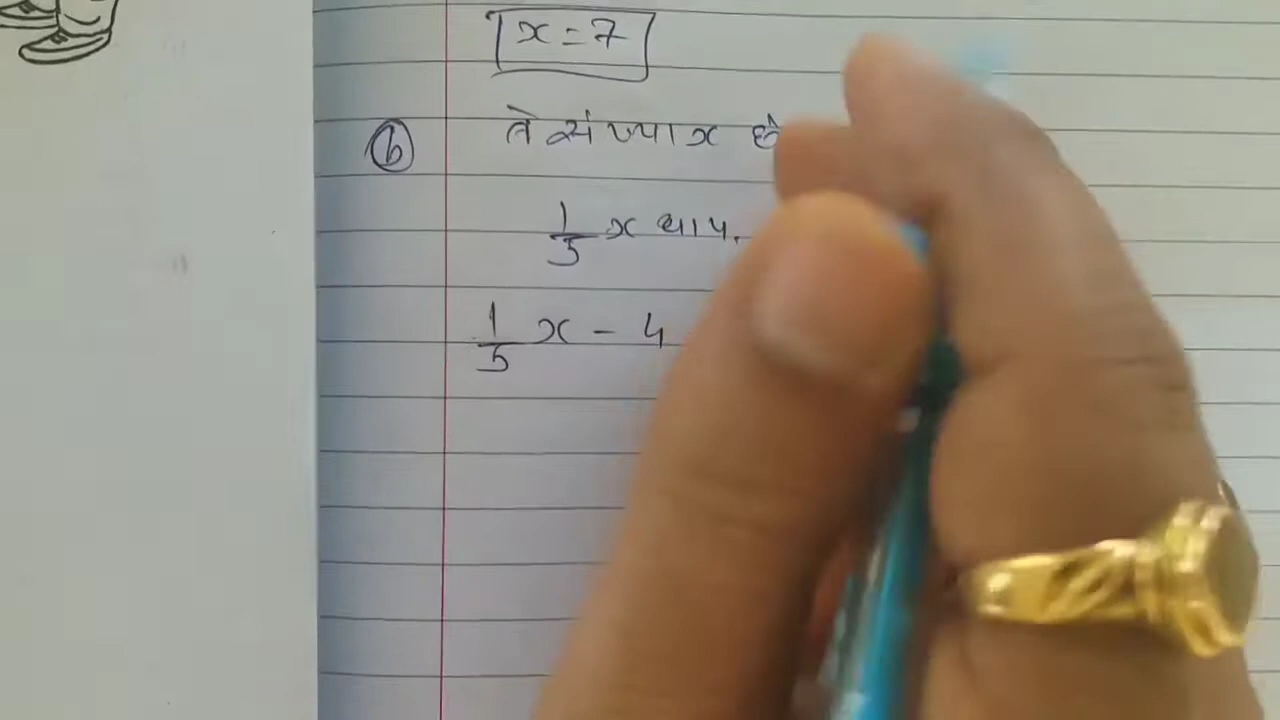 x = 7
(b) તે સંખ્યા x છે
1/5 x થાય.
1/5 x - 4